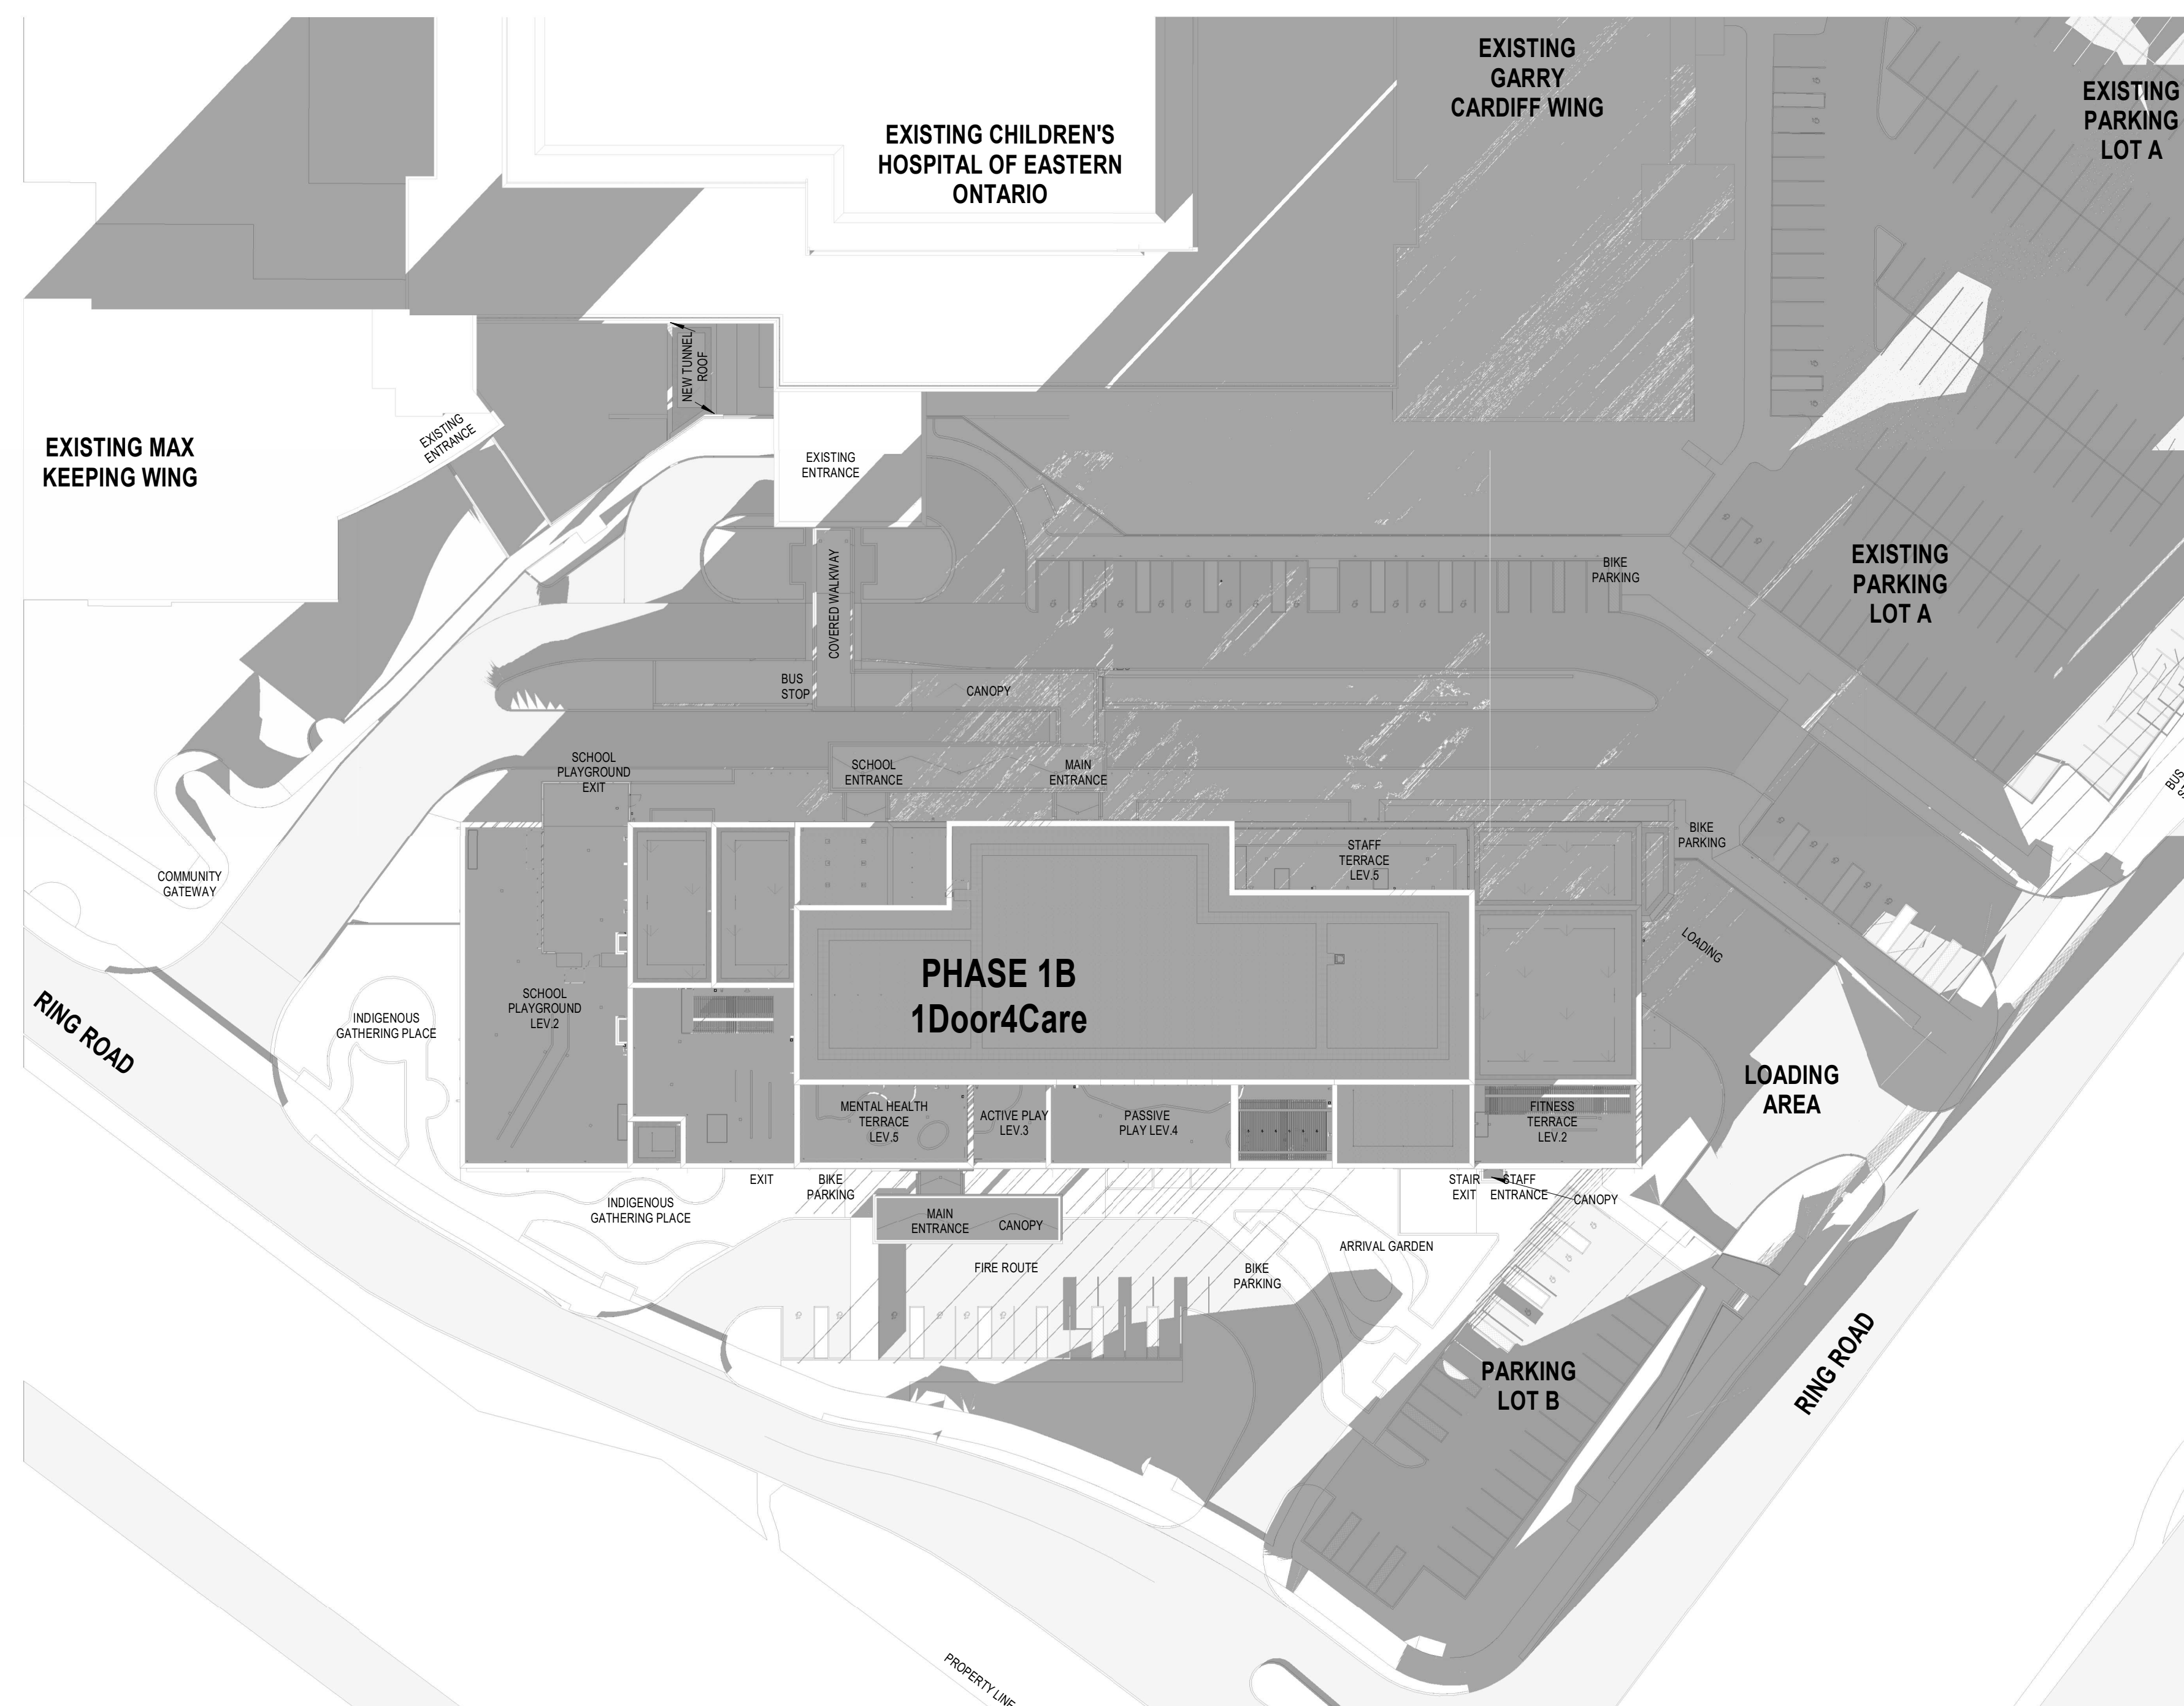 EXISTING
GARRY
CARDIFF WING
EXISTING
PARKING
LOT A
EXISTING CHILDREN'S
HOSPITAL OF EASTERN
ONTARIO
NEW TUNNEL
ROOF
EXISTING
ENTRANCE
EXISTING MAX
KEEPING WING
EXISTING
ENTRANCE
COVERED WALKWAY
BIKE
PARKING
EXISTING
PARKING
LOT A
BUS
STOP
CANOPY
SCHOOL
PLAYGROUND
EXIT
SCHOOL
ENTRANCE
MAIN
ENTRANCE
BUS
STAFF
TERRACE
LEV.5
BIKE
PARKING
COMMUNITY
GATEWAY
LOADING
PHASE 1B
1Door4Care
RING ROAD
INDIGENOUS
GATHERING PLACE
SCHOOL
PLAYGROUND
LEV.2
LOADING
AREA
MENTAL HEALTH
TERRACE
LEV.5
ACTIVE PLAY
LEV.3
PASSIVE
PLAY LEV.4
FITNESS
TERRACE
LEV.2
EXIT
BIKE
PARKING
STAIR
EXIT
STAFF
ENTRANCE
CANOPY
INDIGENOUS
GATHERING PLACE
MAIN
ENTRANCE
CANOPY
ARRIVAL GARDEN
FIRE ROUTE
BIKE
PARKING
PARKING
LOT B
RING ROAD
PROPERTY LINE